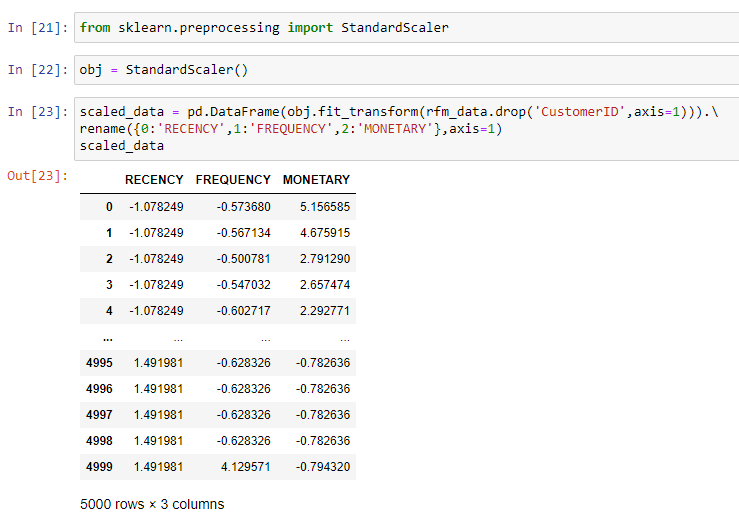 In [21]: from sklearn.preprocessing import StandardScaler
In [22]: obj = StandardScaler()
In [23]: scaled_data = pd.DataFrame(obj.fit_transform(rfm_data.drop('CustomerID',axis=1))).\
rename({0:'RECENCY',1:'FREQUENCY',2:'MONETARY'},axis=1)
scaled_data
Out[23]:
RECENCY FREQUENCY MONETARY
0 -1.078249 -0.573680 5.156585
1 -1.078249 -0.567134 4.675915
2 -1.078249 -0.500781 2.791290
3 -1.078249 -0.547032 2.657474
4 -1.078249 -0.602717 2.292771
... ... ... ...
4995 1.491981 -0.628326 -0.782636
4996 1.491981 -0.628326 -0.782636
4997 1.491981 -0.628326 -0.782636
4998 1.491981 -0.628326 -0.782636
4999 1.491981 4.129571 -0.794320
5000 rows × 3 columns